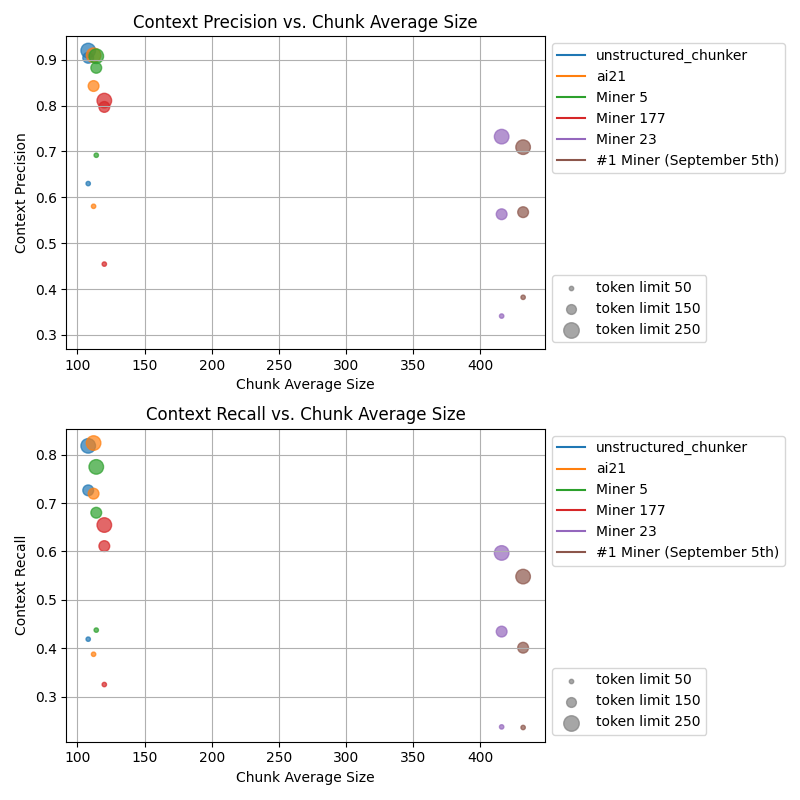 Context Precision vs. Chunk Average Size
Context Precision
0.9
0.8
0.7
0.6
0.5
0.4
0.3
100 150 200 250 300 350 400
Chunk Average Size
unstructured_chunker
ai21
Miner 5
Miner 177
Miner 23
#1 Miner (September 5th)
token limit 50
token limit 150
token limit 250
Context Recall vs. Chunk Average Size
Context Recall
0.8
0.7
0.6
0.5
0.4
0.3
100 150 200 250 300 350 400
Chunk Average Size
unstructured_chunker
ai21
Miner 5
Miner 177
Miner 23
#1 Miner (September 5th)
token limit 50
token limit 150
token limit 250